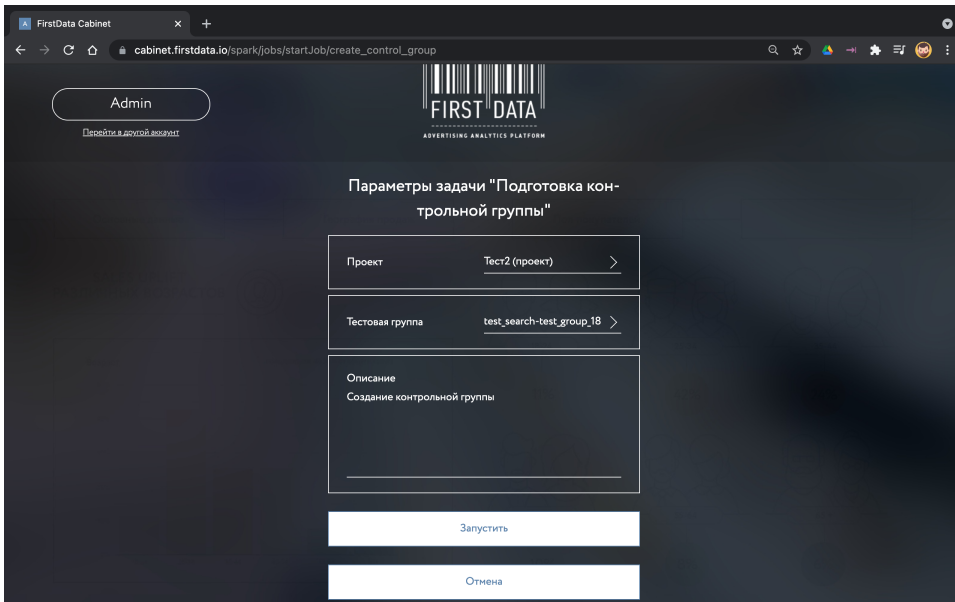 FirstData Cabinet
cabinet.firstdata.io/spark/jobs/startJob/create_control_group
Admin
Перейти в другой аккаунт
FIRST DATA
ADVERTISING ANALYTICS PLATFORM
Параметры задачи "Подготовка кон-
трольной группы"
Проект Тест2 (проект)
Тестовая группа test_search-test_group_18
Описание
Создание контрольной группы
Запустить
Отмена